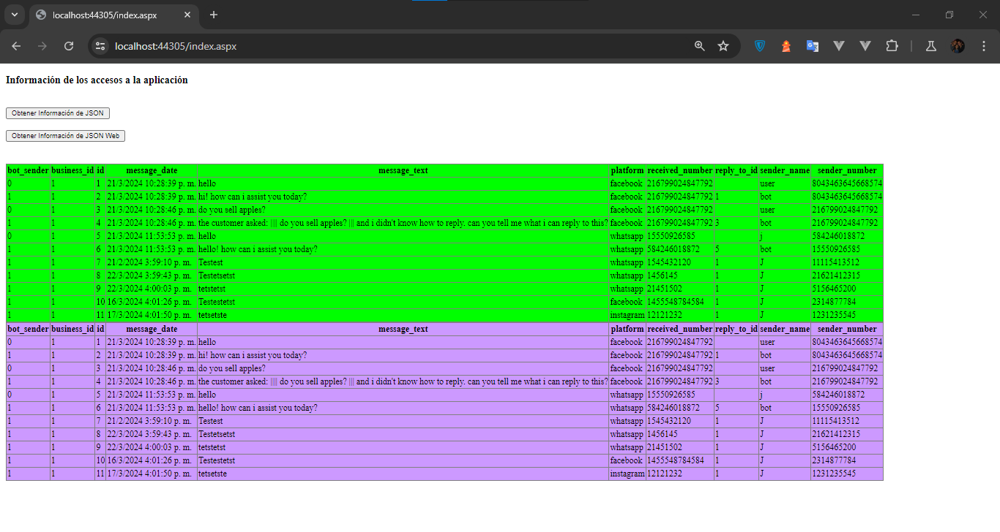 localhost:44305/index.aspx
localhost:44305/index.aspx
Información de los accesos a la aplicación
Obtener Información de JSON
Obtener Información de JSON Web
bot_sender business_id id message_date message_text platform received_number reply_to_id sender_name sender_number
0 1 1 21/3/2024 10:28:39 p. m. hello facebook 216799024847792 user 8043463645668574
1 1 2 21/3/2024 10:28:39 p. m. hi! how can i assist you today? facebook 216799024847792 1 bot 8043463645668574
0 1 3 21/3/2024 10:28:46 p. m. do you sell apples? facebook 216799024847792 user 216799024847792
1 1 4 21/3/2024 10:28:46 p. m. the customer asked: |||| do you sell apples? ||| and i didn't know how to reply. can you tell me what i can reply to this? facebook 216799024847792 3 bot 216799024847792
0 1 5 21/3/2024 11:53:53 p. m. hello whatsapp 15550926585 j 584246018872
1 1 6 21/3/2024 11:53:53 p. m. hello! how can i assist you today? whatsapp 584246018872 5 bot 15550926585
1 1 7 21/2/2024 3:59:10 p. m. Testest whatsapp 1545432120 1 J 11115413512
1 1 8 22/3/2024 3:59:43 p. m. Testetsetst whatsapp 1456145 1 J 21621412315
1 1 9 22/3/2024 4:00:03 p. m. tetstetst whatsapp 21451502 1 J 5156465200
1 1 10 16/3/2024 4:01:26 p. m. Testestetst facebook 1455548784584 1 J 2314877784
1 1 11 17/3/2024 4:01:50 p. m. tetsetste instagram 12121232 1 J 1231235545
bot_sender business_id id message_date message_text platform received_number reply_to_id sender_name sender_number
0 1 1 21/3/2024 10:28:39 p. m. hello facebook 216799024847792 user 8043463645668574
1 1 2 21/3/2024 10:28:39 p. m. hi! how can i assist you today? facebook 216799024847792 1 bot 8043463645668574
0 1 3 21/3/2024 10:28:46 p. m. do you sell apples? facebook 216799024847792 user 216799024847792
1 1 4 21/3/2024 10:28:46 p. m. the customer asked: |||| do you sell apples? ||| and i didn't know how to reply. can you tell me what i can reply to this? facebook 216799024847792 3 bot 216799024847792
0 1 5 21/3/2024 11:53:53 p. m. hello whatsapp 15550926585 j 584246018872
1 1 6 21/3/2024 11:53:53 p. m. hello! how can i assist you today? whatsapp 584246018872 5 bot 15550926585
1 1 7 21/2/2024 3:59:10 p. m. Testest whatsapp 1545432120 1 J 11115413512
1 1 8 22/3/2024 3:59:43 p. m. Testetsetst whatsapp 1456145 1 J 21621412315
1 1 9 22/3/2024 4:00:03 p. m. tetstetst whatsapp 21451502 1 J 5156465200
1 1 10 16/3/2024 4:01:26 p. m. Testestetst facebook 1455548784584 1 J 2314877784
1 1 11 17/3/2024 4:01:50 p. m. tetsetste instagram 12121232 1 J 1231235545